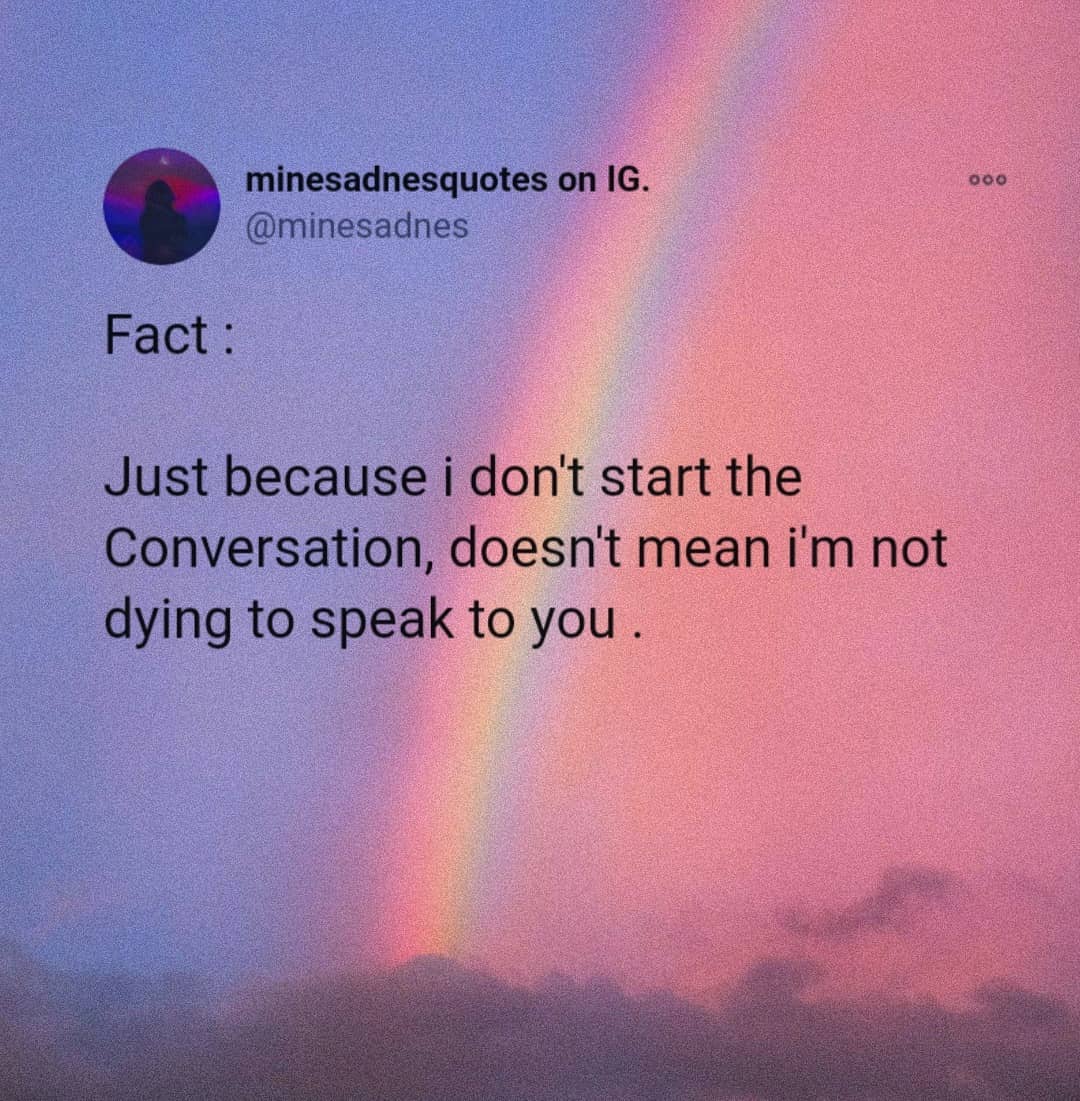 minesadnesquotes on IG.
@minesadnes
Fact :
Just because i don't start the
Conversation, doesn't mean i'm not
dying to speak to you .